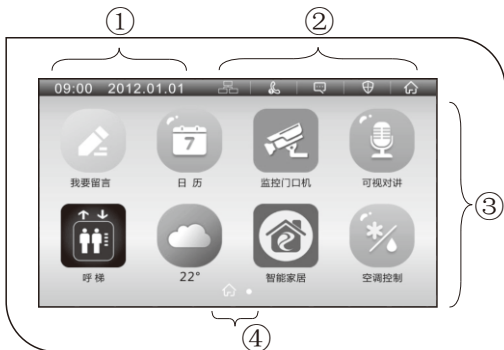 ① ②
09:00 2012.01.01
7
我要留言 日历 监控门口机 可视对讲
③
呼梯 22° 智能家居 空调控制
④